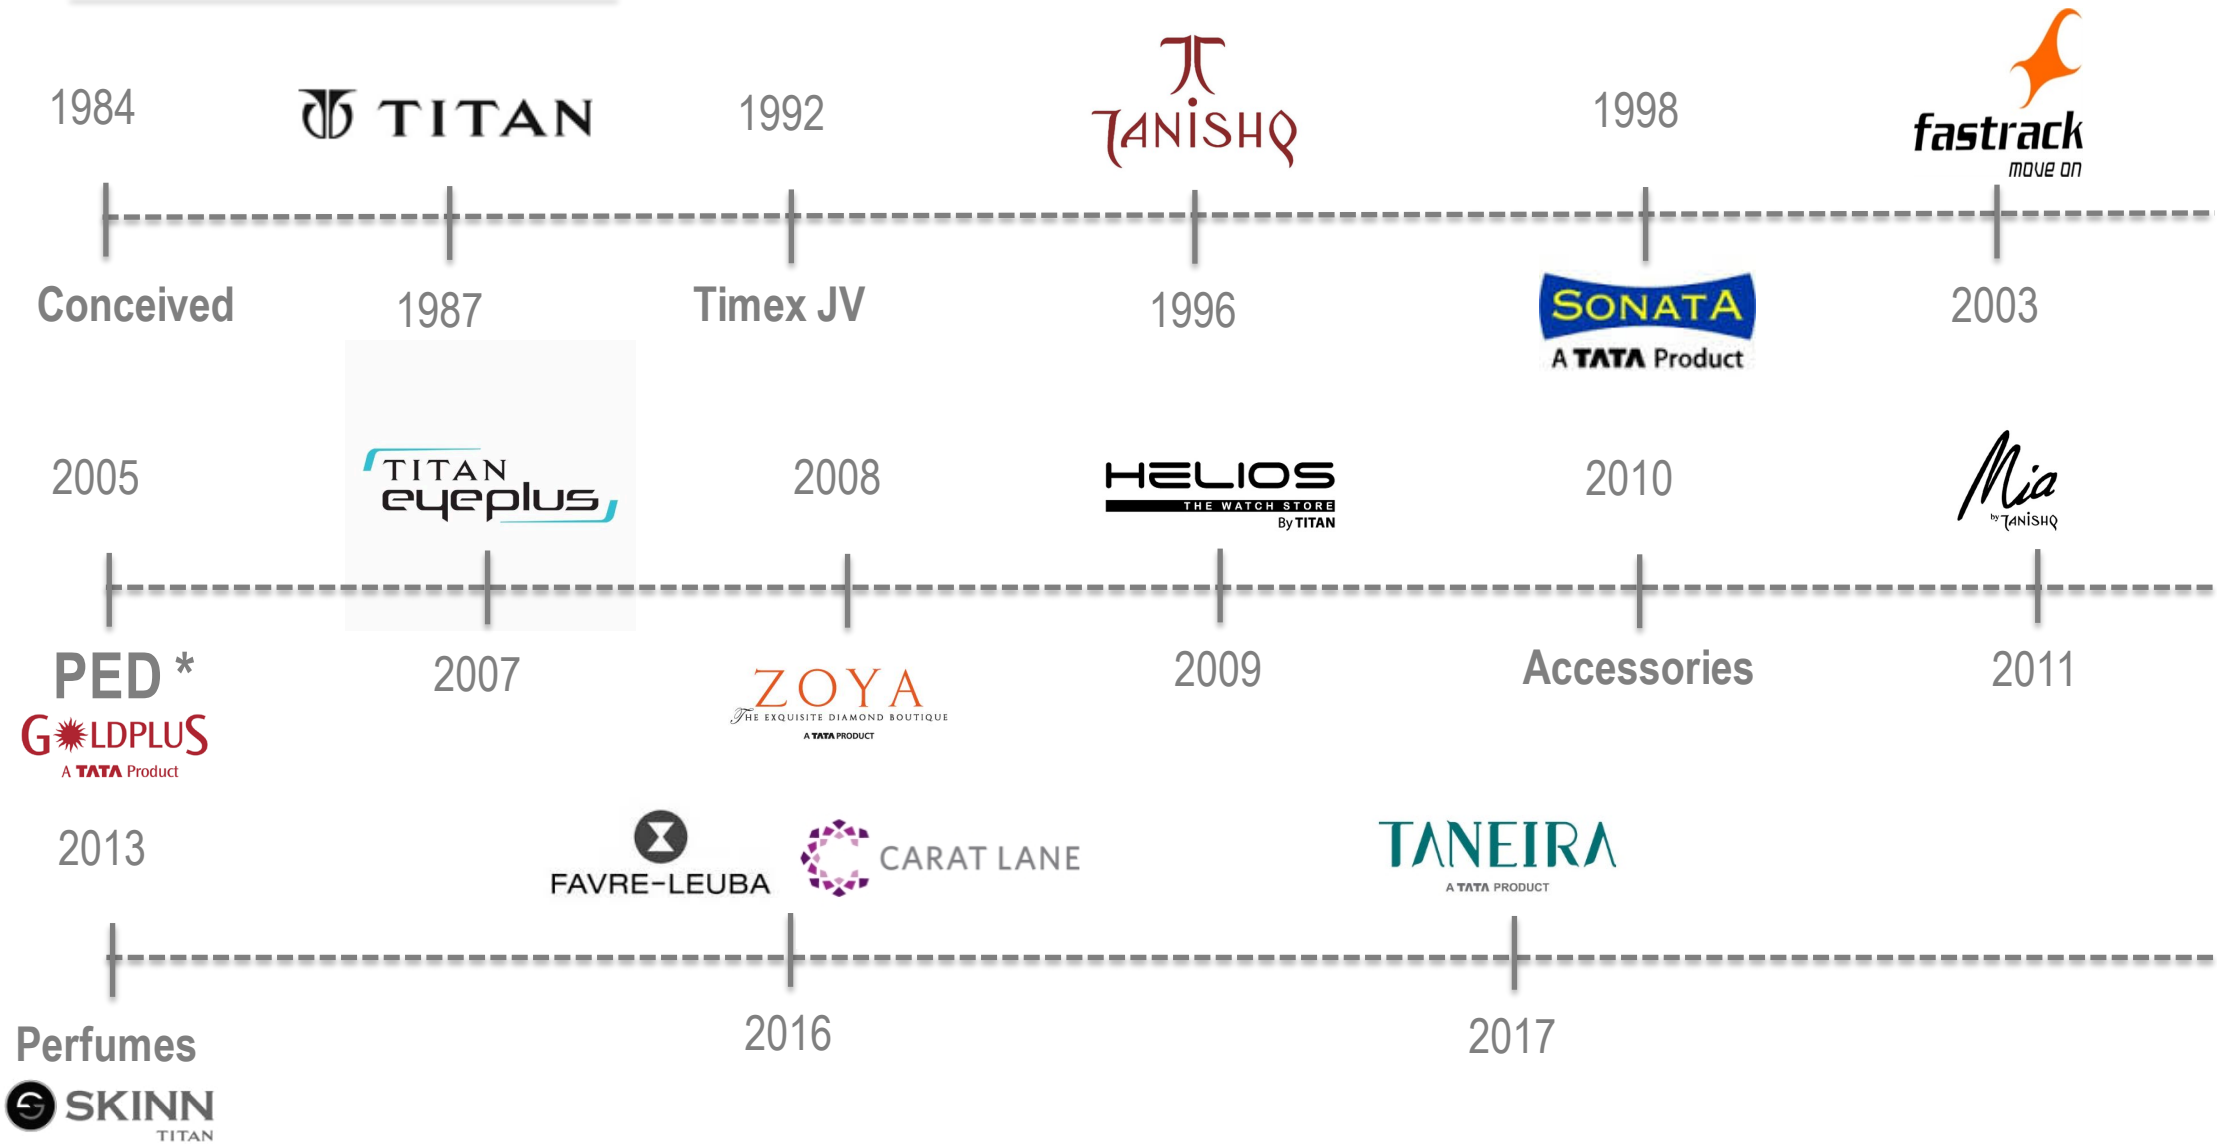 1984
TITAN
1992
TANISHQ
1998
fastrack
move on
Conceived
1987
Timex JV
1996
SONATA
A TATA Product
2003
2005
TITAN
eyeplus
2008
HELIOS
THE WATCH STORE
By TITAN
2010
Mia
by TANISHQ
PED *
GOLDPLUS
A TATA Product
2007
ZOYA
THE EXQUISITE DIAMOND BOUTIQUE
A TATA PRODUCT
2009
Accessories
2011
2013
FAVRE-LEUBA
CARAT LANE
TANEIRA
A TATA PRODUCT
Perfumes
SKINN
TITAN
2016
2017